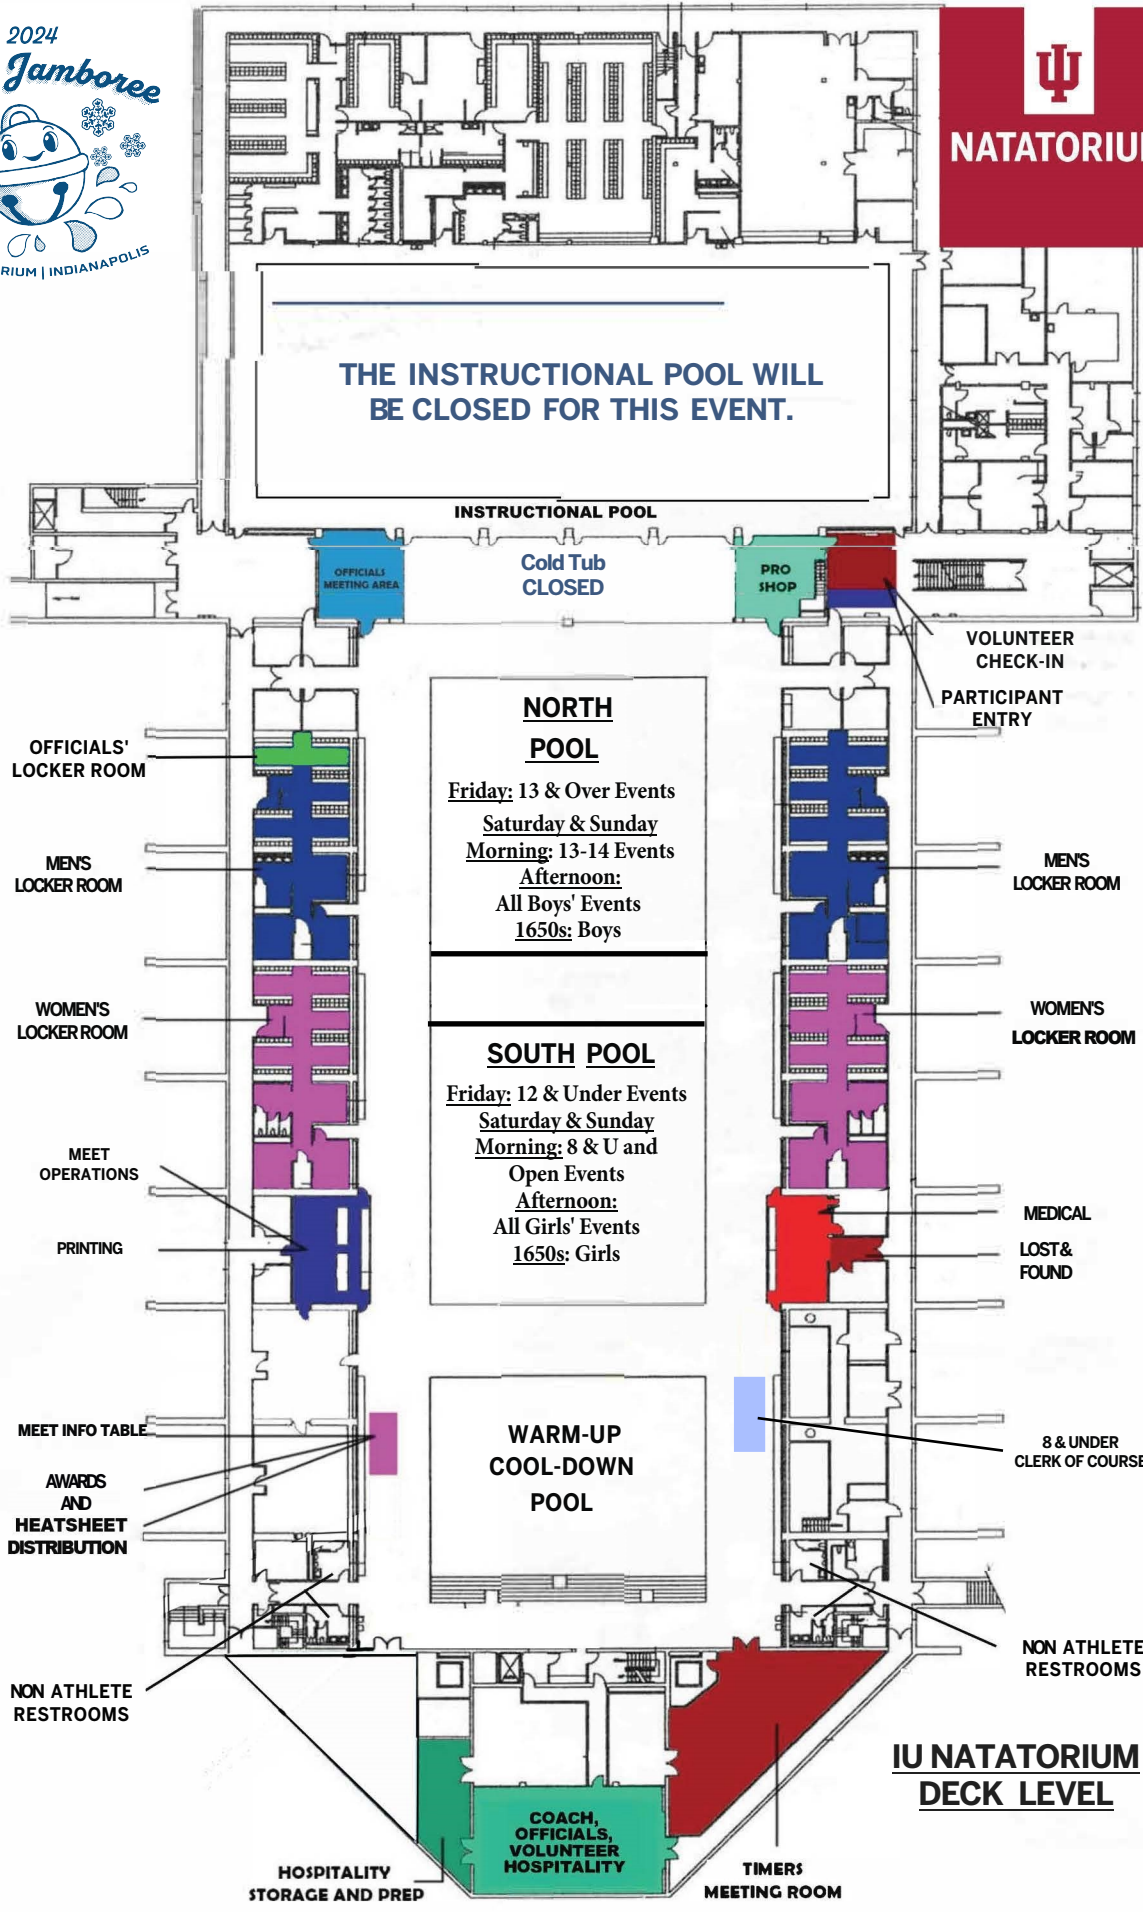 2024
Jamboree
RIUM | INDIANAPOLIS
NATATORIUM
THE INSTRUCTIONAL POOL WILL
BE CLOSED FOR THIS EVENT.
INSTRUCTIONAL POOL
OFFICIALS
MEETING AREA
Cold Tub
CLOSED
PRO
SHOP
VOLUNTEER
CHECK-IN
PARTICIPANT
ENTRY
OFFICIALS'
LOCKER ROOM
NORTH
POOL
Friday: 13 & Over Events
Saturday & Sunday
Morning: 13-14 Events
Afternoon:
All Boys' Events
1650s: Boys
MEN'S
LOCKER ROOM
MEN'S
LOCKER ROOM
WOMEN'S
LOCKER ROOM
WOMEN'S
LOCKER ROOM
SOUTH POOL
Friday: 12 & Under Events
Saturday & Sunday
Morning: 8 & U and
Open Events
Afternoon:
All Girls' Events
1650s: Girls
MEET
OPERATIONS
PRINTING
MEDICAL
LOST &
FOUND
MEET INFO TABLE
AWARDS
AND
HEATSHEET
DISTRIBUTION
WARM-UP
COOL-DOWN
POOL
8 & UNDER
CLERK OF COURSE
NON ATHLETE
RESTROOMS
NON ATHLETE
RESTROOMS
IU NATATORIUM
DECK LEVEL
COACH,
OFFICIALS,
VOLUNTEER
HOSPITALITY
HOSPITALITY
STORAGE AND PREP
TIMERS
MEETING ROOM